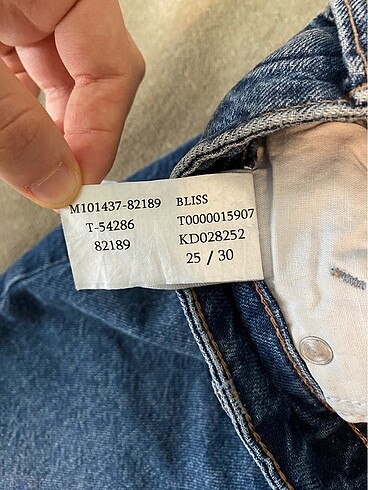 M101437-82189 BLISS
T-54286 T0000015907
82189 KD028252
25 / 30